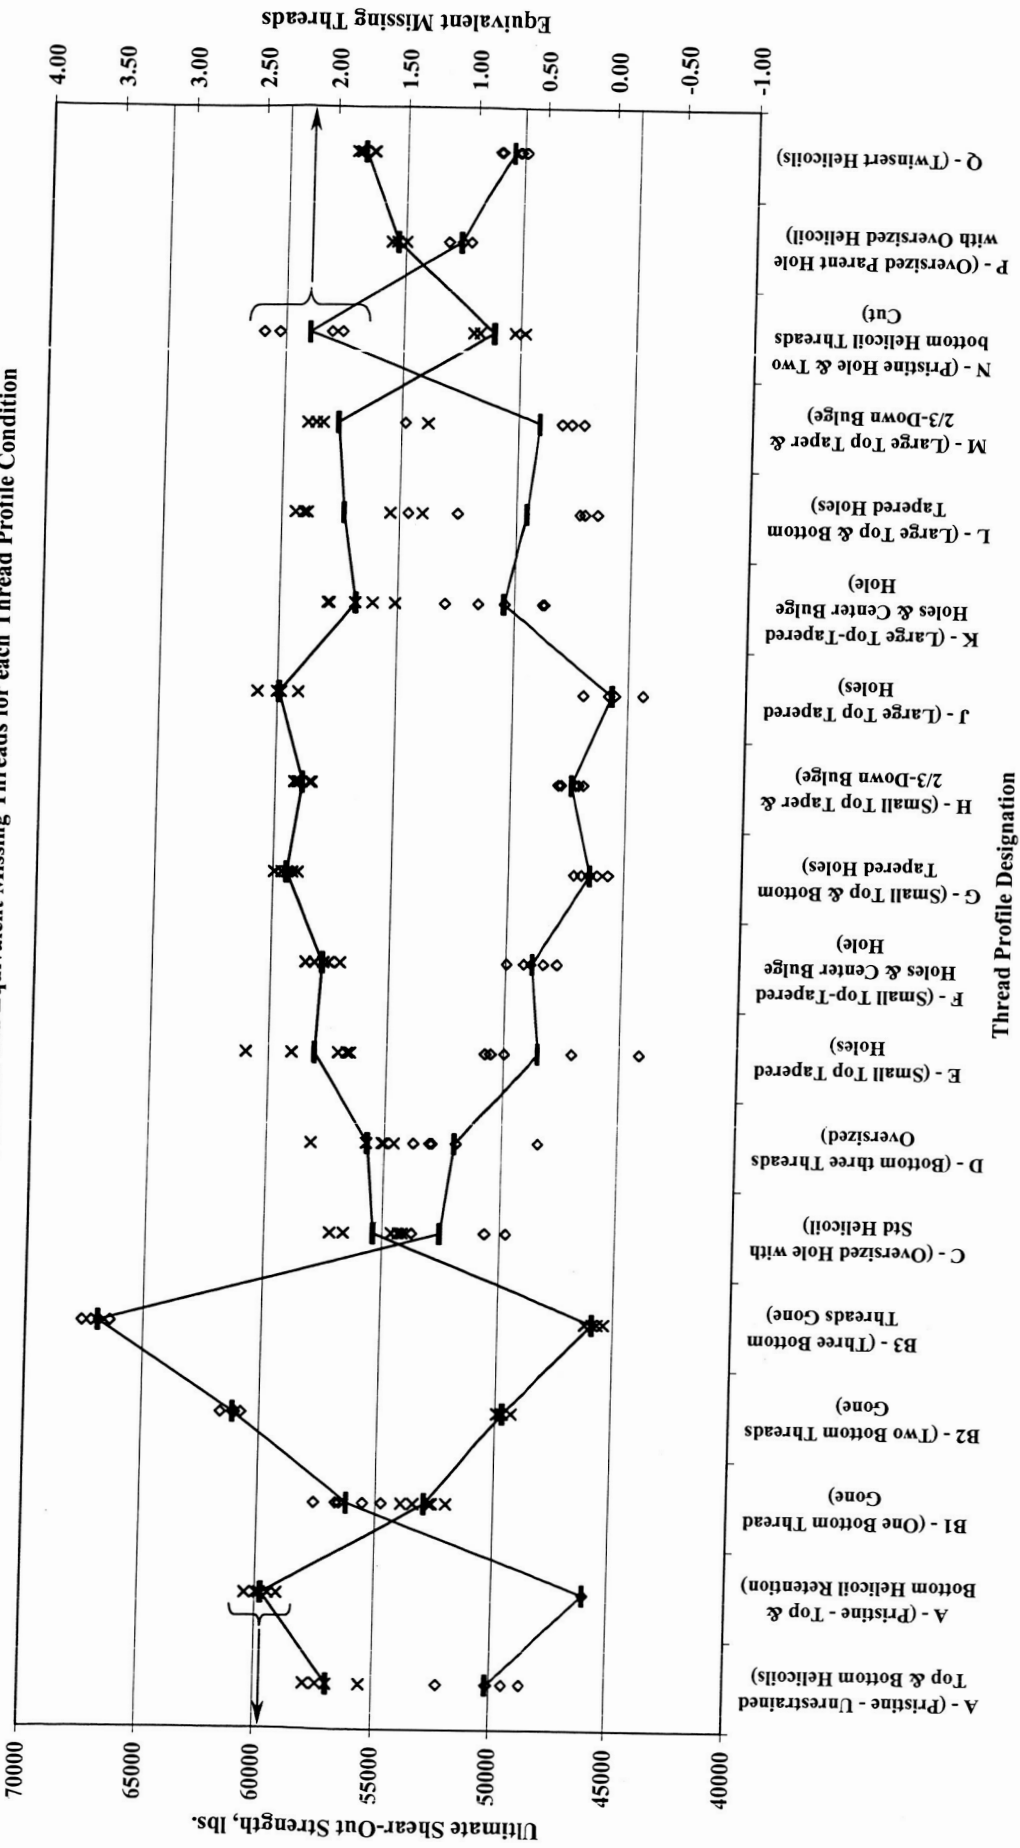 Equivalent Missing Threads for each Thread Profile Condition
Ultimate Shear-Out Strength, lbs.
70000
65000
60000
55000
50000
45000
40000
Equivalent Missing Threads
4.00
3.50
3.00
2.50
2.00
1.50
1.00
0.50
0.00
-0.50
-1.00
A - (Pristine - Unrestrained
Top & Bottom Helicoils)
A - (Pristine - Top &
Bottom Helicoil Retention)
B1 - (One Bottom Thread
Gone)
B2 - (Two Bottom Threads
Gone)
B3 - (Three Bottom
Threads Gone)
C - (Oversized Hole with
Std Helicoil)
D - (Bottom three Threads
Oversized)
E - (Small Top Tapered
Holes)
F - (Small Top-Tapered
Holes & Center Bulge
Hole)
G - (Small Top & Bottom
Tapered Holes)
H - (Small Top Taper &
2/3-Down Bulge)
J - (Large Top Tapered
Holes)
K - (Large Top-Tapered
Holes & Center Bulge
Hole)
L - (Large Top & Bottom
Tapered Holes)
M - (Large Top Taper &
2/3-Down Bulge)
N - (Pristine Hole & Two
bottom Helicoil Threads
Cut)
P - (Oversized Parent Hole
with Oversized Helicoil)
Q - (Twinsert Helicoils)
Thread Profile Designation